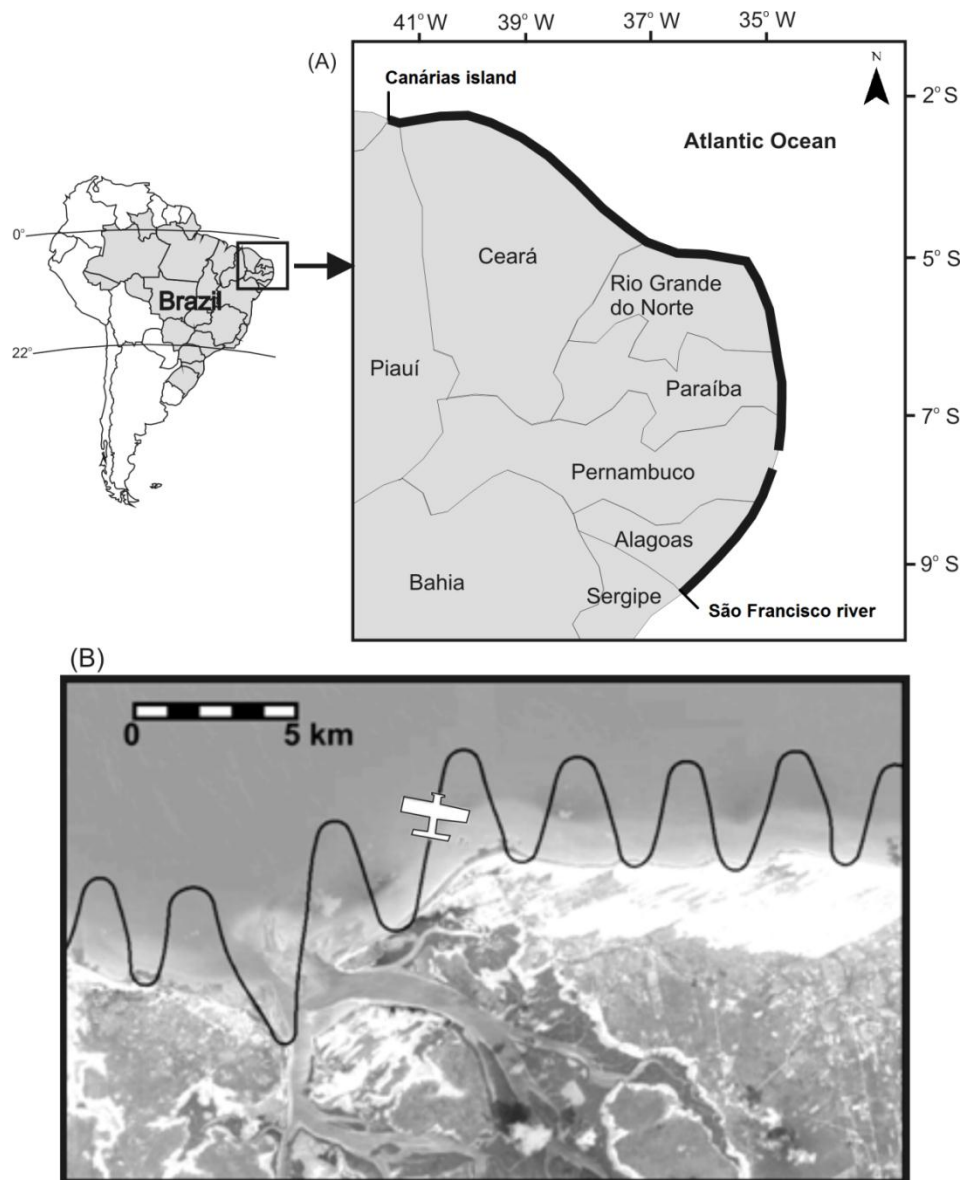 41° W 39° W 37° W 35° W
(A)
Canárias island
N
2° S
Atlantic Ocean
0°
Ceará
5° S
Rio Grande
do Norte
Brazil
22°
Piauí
Paraíba
7° S
Pernambuco
Alagoas
9° S
Bahia
Sergipe
São Francisco river
(B)
0 5 km